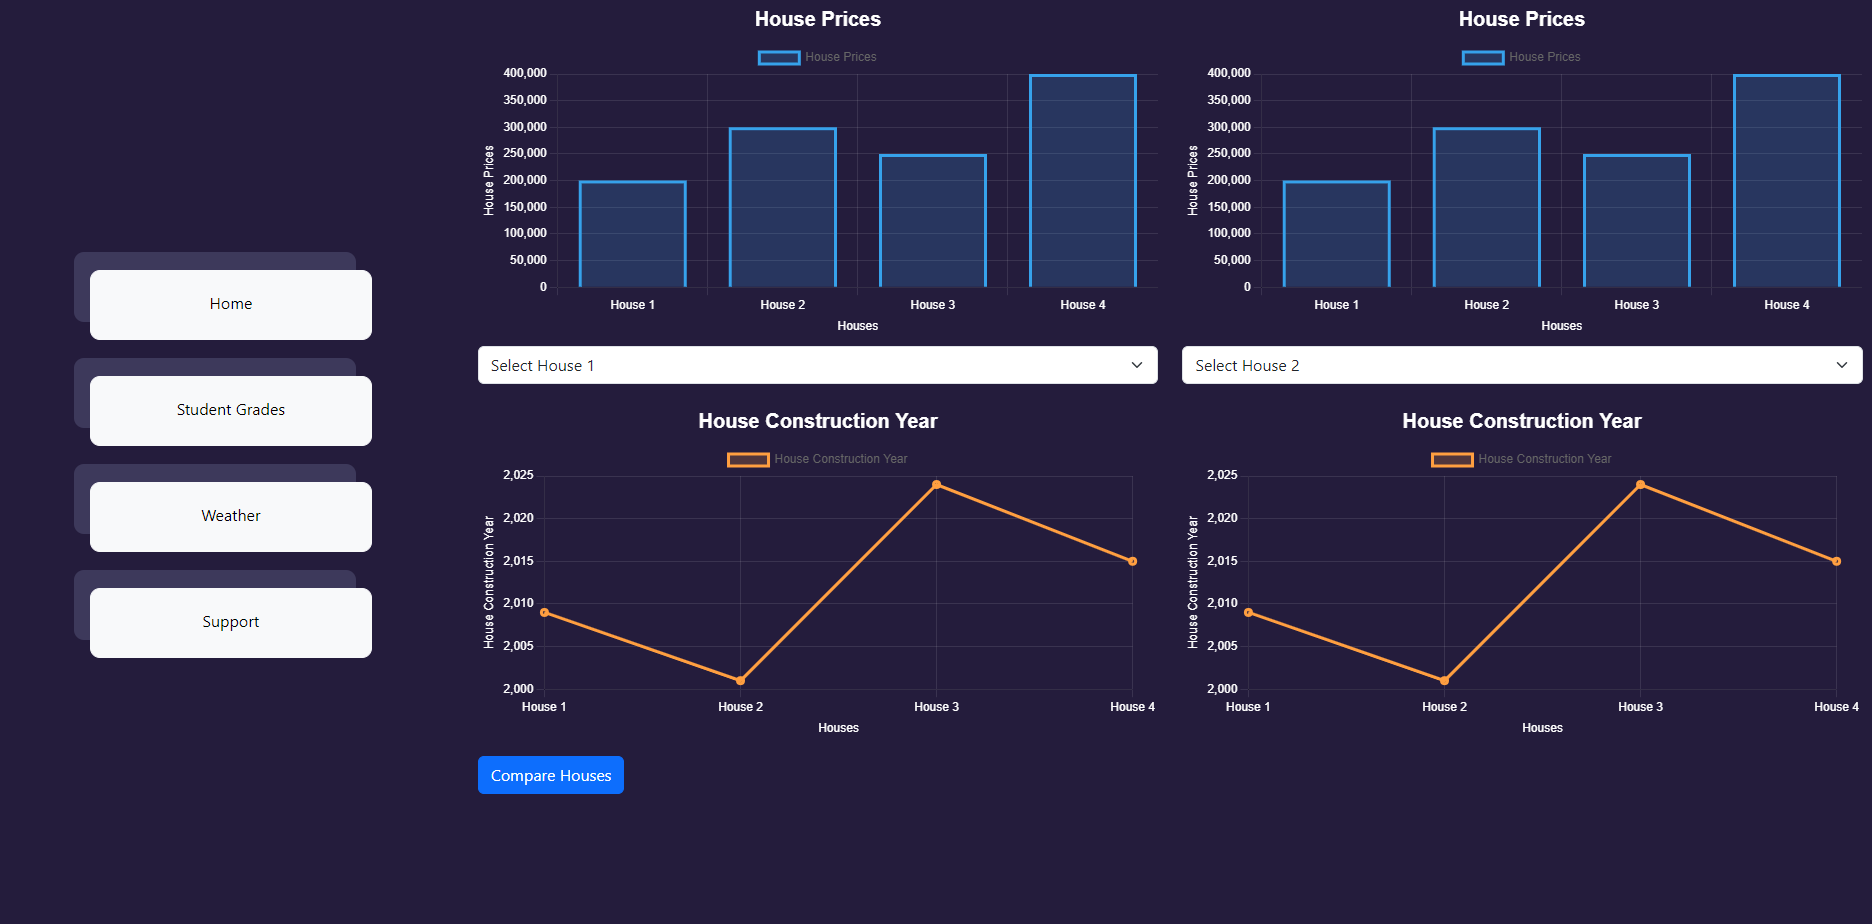 Home
Student Grades
Weather
Support
House Prices
House Prices
400,000
350,000
300,000
250,000
200,000
150,000
100,000
50,000
0
House Prices
House 1 House 2 House 3 House 4
Houses
Select House 1
House Construction Year
House Construction Year
2,025
2,020
2,015
2,010
2,005
2,000
House Construction Year
House 1 House 2 House 3 House 4
Houses
Compare Houses
House Prices
House Prices
400,000
350,000
300,000
250,000
200,000
150,000
100,000
50,000
0
House Prices
House 1 House 2 House 3 House 4
Houses
Select House 2
House Construction Year
House Construction Year
2,025
2,020
2,015
2,010
2,005
2,000
House Construction Year
House 1 House 2 House 3 House 4
Houses